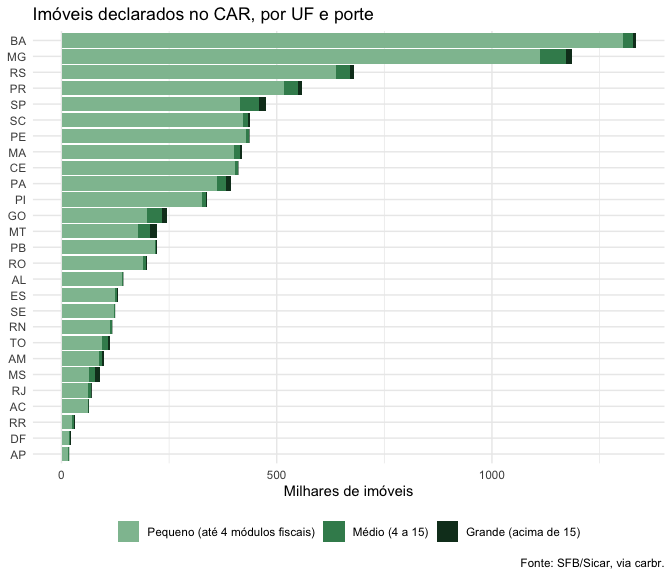 Imóveis declarados no CAR, por UF e porte
BA
MG
RS
PR
SP
SC
PE
MA
CE
PA
PI
GO
MT
PB
RO
AL
ES
SE
RN
TO
AM
MS
RJ
AC
RR
DF
AP
0 500 1000
Milhares de imóveis
Pequeno (até 4 módulos fiscais) Médio (4 a 15) Grande (acima de 15)
Fonte: SFB/Sicar, via carbr.